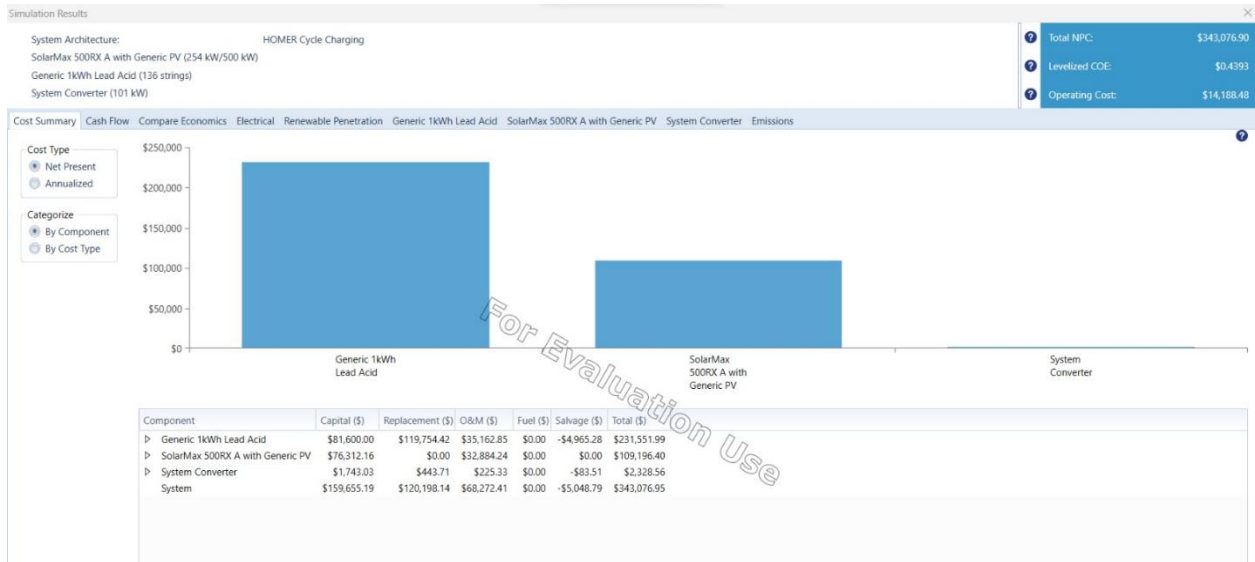 Simulation Results
System Architecture: HOMER Cycle Charging
SolarMax 500RX A with Generic PV (254 kW/500 kW)
Generic 1kWh Lead Acid (136 strings)
System Converter (101 kW)
Total NPC: $343,076.90
Levelized COE: $0.4393
Operating Cost: $14,188.48
Cost Summary Cash Flow Compare Economics Electrical Renewable Penetration Generic 1kWh Lead Acid SolarMax 500RX A with Generic PV System Converter Emissions
Cost Type
Net Present
Annualized
Categorize
By Component
By Cost Type
$250,000
$200,000
$150,000
$100,000
$50,000
$0
Generic 1kWh
Lead Acid
SolarMax
500RX A with
Generic PV
System
Converter
For Evaluation Use
Component Capital ($) Replacement ($) O&M ($) Fuel ($) Salvage ($) Total ($)
Generic 1kWh Lead Acid $81,600.00 $119,754.42 $35,162.85 $0.00 -$4,965.28 $231,551.99
SolarMax 500RX A with Generic PV $76,312.16 $0.00 $32,884.24 $0.00 $0.00 $109,196.40
System Converter $1,743.03 $443.71 $225.33 $0.00 -$83.51 $2,328.56
System $159,655.19 $120,198.14 $68,272.41 $0.00 -$5,048.79 $343,076.95